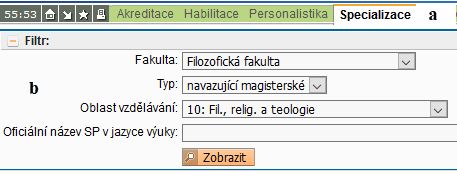 55:53 Akreditace Habilitace Personalistika Specializace a
Filtr:
Fakulta: Filozofická fakulta
b Typ: navazující magisterské
Oblast vzdělávání: 10: Fil., relig. a teologie
Oficiální název SP v jazyce výuky:
Zobrazit